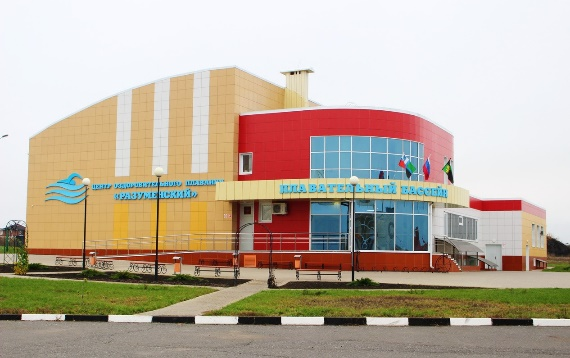 ЦЕНТР ОЗДОРОВИТЕЛЬНОГО ПЛАВАНИЯ
"РАЗУМЕНСКИЙ"
ПЛАВАТЕЛЬНЫЙ БАССЕЙН